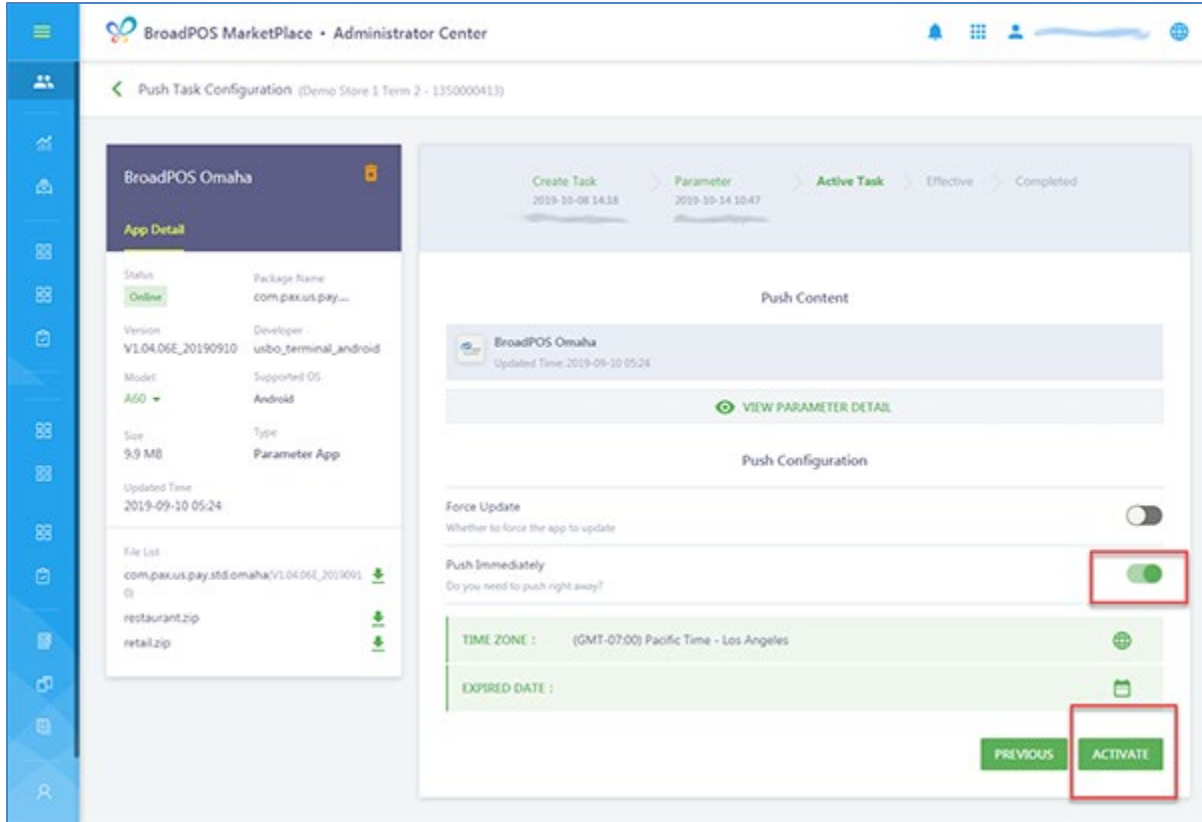 BroadPOS MarketPlace • Administrator Center
Push Task Configuration (Demo Store 1 Term 2 - 1350000413)
BroadPOS Omaha
App Detail
Status
Online
Package Name
com.pax.us.pay....
Version
V1.04.06E_20190910
Developer
usbo_terminal_android
Model
A60
Supported OS
Android
Size
9.9 MB
Type
Parameter App
Updated Time
2019-09-10 05:24
File List
com.pax.us.pay.std.omaha(V1.04.06E_2019091
0)
restaurant.zip
retail.zip
Create Task
2019-10-08 14:18
Parameter
2019-10-14 10:47
Active Task
Effective
Completed
Push Content
BroadPOS Omaha
Updated Time: 2019-09-10 05:24
VIEW PARAMETER DETAIL
Push Configuration
Force Update
Whether to force the app to update
Push Immediately
Do you need to push right away?
TIME ZONE : (GMT-07:00) Pacific Time - Los Angeles
EXPIRED DATE :
PREVIOUS
ACTIVATE